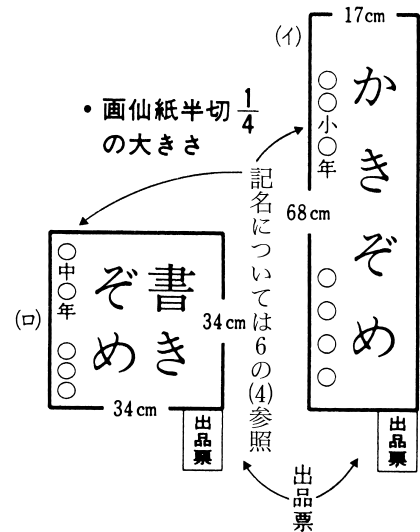 17cm
(イ)
かきぞめ
○○小○年
○○○○
68cm
出品票
・画仙紙半切1/4
の大きさ
記名については6の(4)参照
(ロ)
書き
ぞめ
○中○年 ○○○
34cm
34cm
出品票
出品票